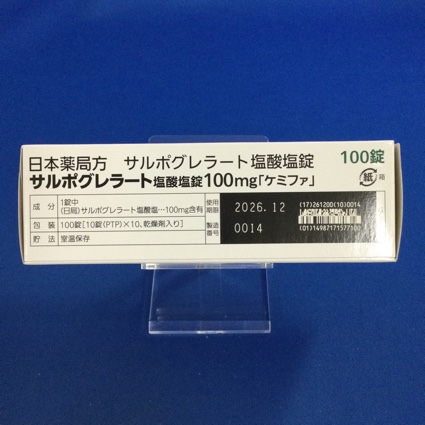 日本薬局方 サルポグレラート塩酸塩錠 100錠
サルポグレラート塩酸塩錠100mg「ケミファ」
紙 箱
成分 1錠中
(日局)サルポグレラート塩酸塩…100mg含有
包装 100錠[10錠(PTP)×10、乾燥剤入り]
貯法 室温保存
使用期限 2026.12
製造番号 0014
(17)261200(10)0014
(01)14987171577100